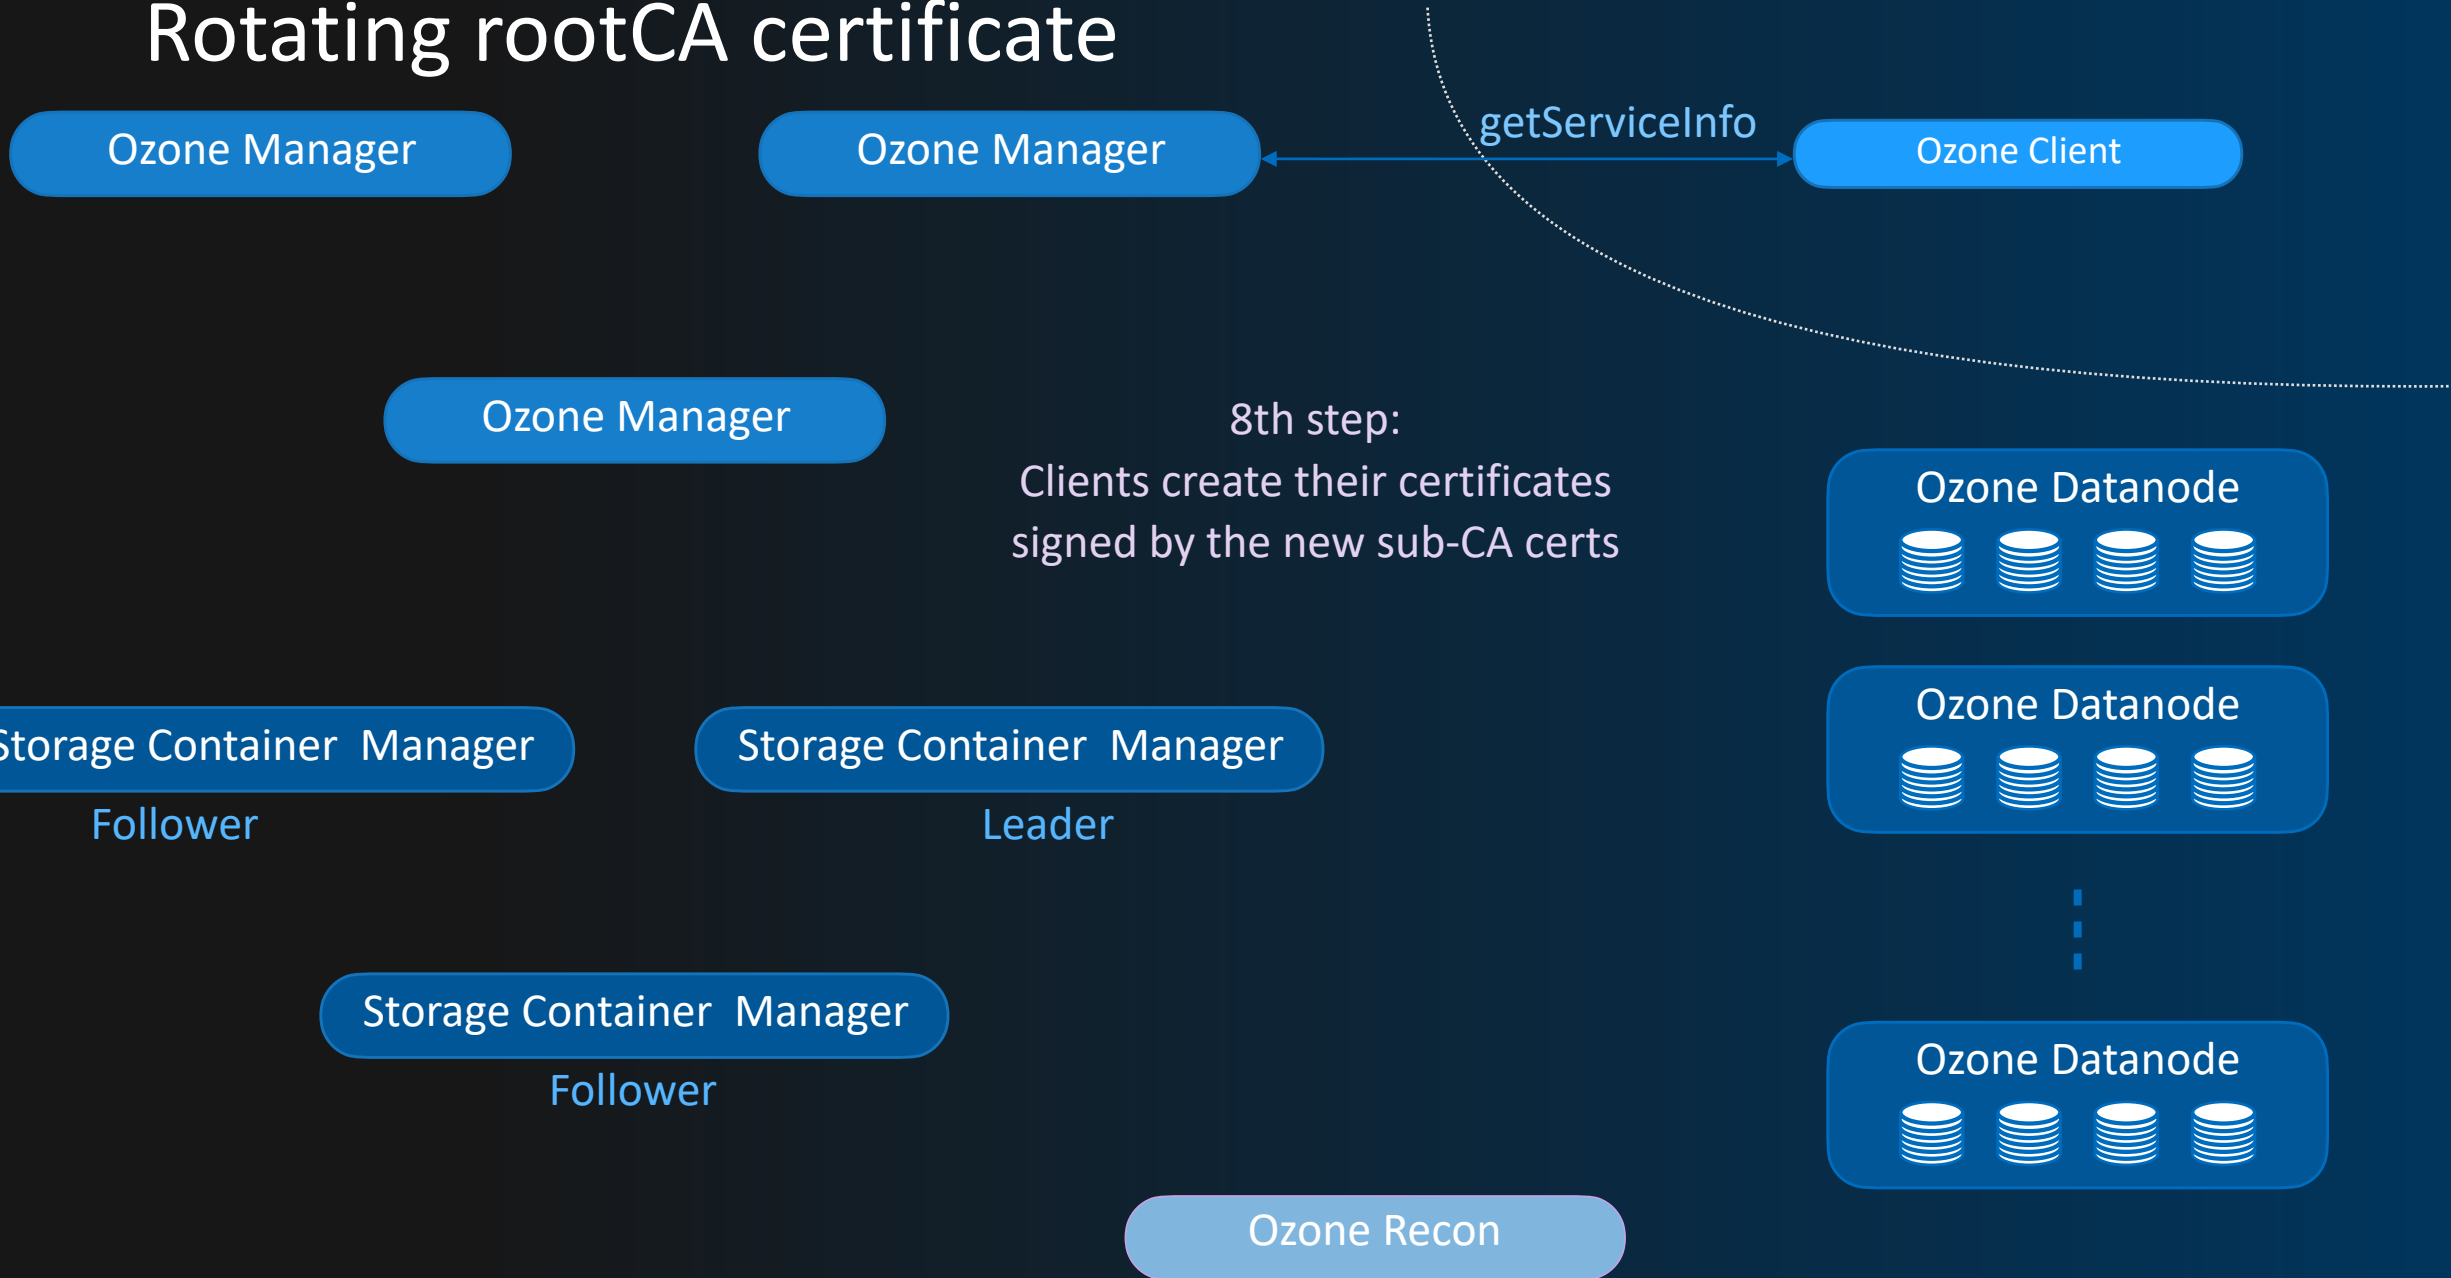 Rotating rootCA certificate
Ozone Manager
Ozone Manager
getServiceInfo
Ozone Client
Ozone Manager
8th step:
Clients create their certificates
signed by the new sub-CA certs
Ozone Datanode
Ozone Datanode
Storage Container  Manager
Follower
Storage Container  Manager
Leader
Storage Container  Manager
Follower
Ozone Datanode
Ozone Recon